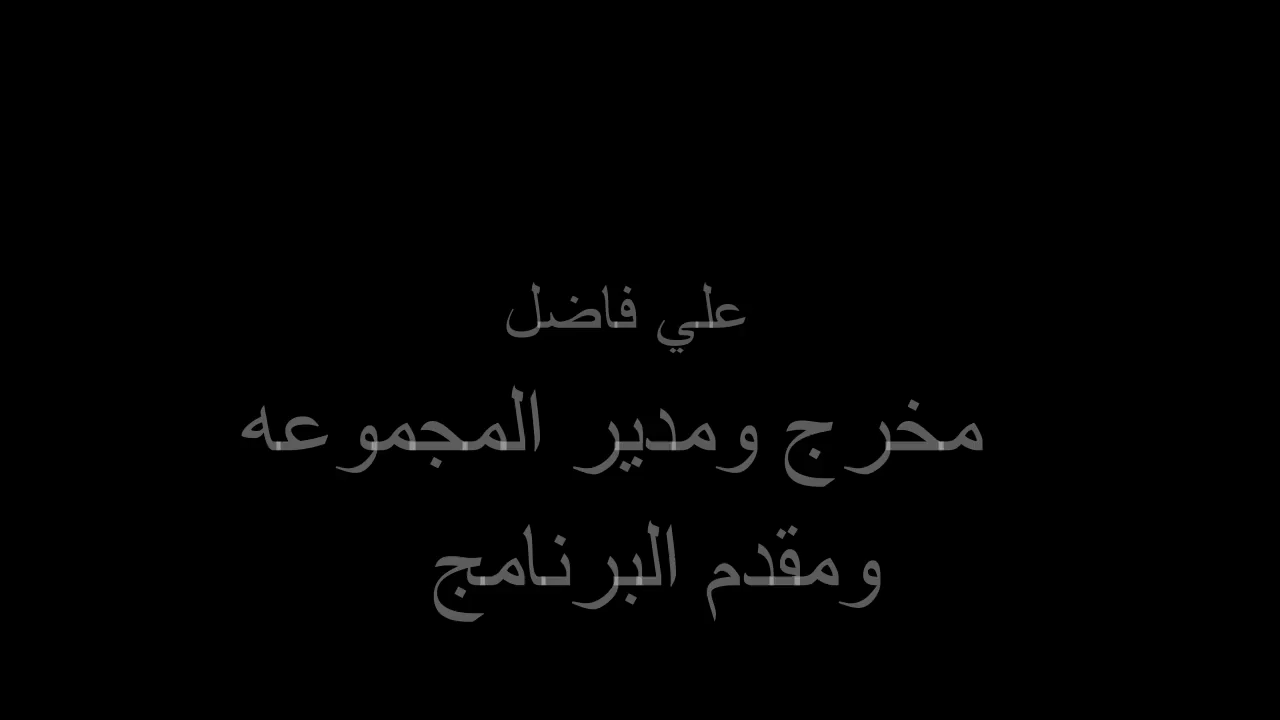 علي فاضل
مخرج ومدير المجموعه
ومقدم البرنامج